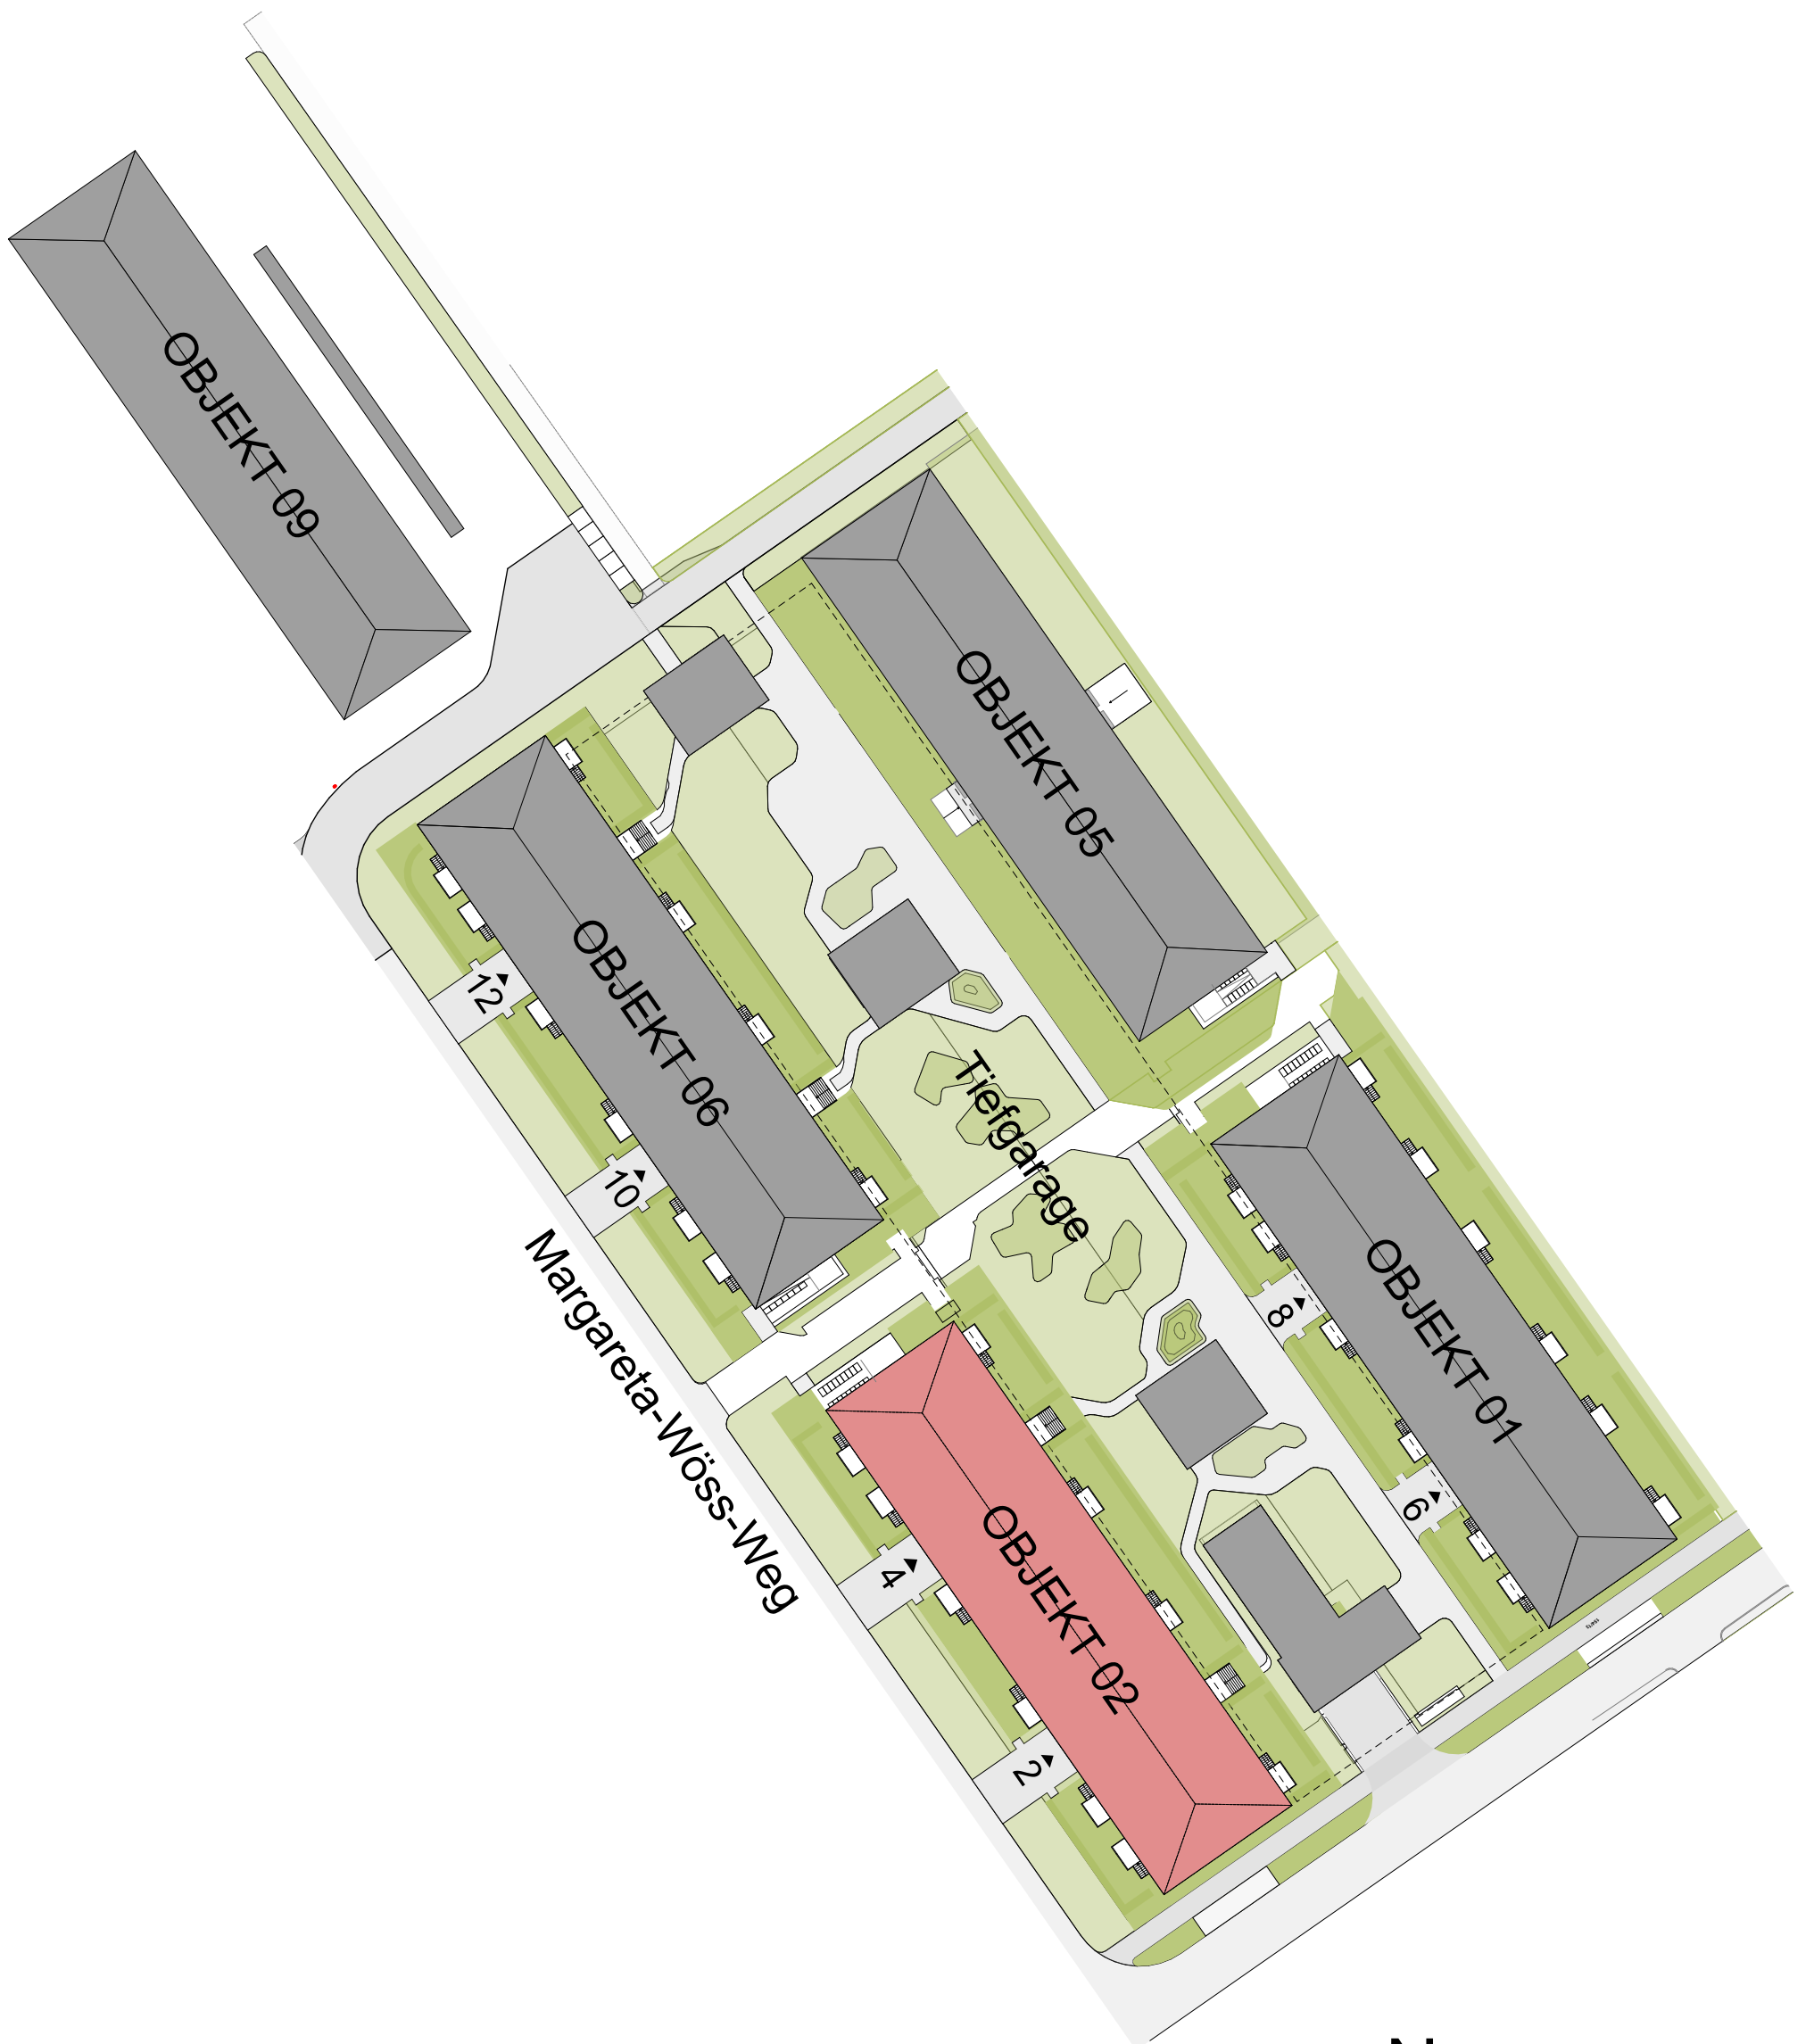 OBJEKT 09
OBJEKT 05
OBJEKT 06
12
10
Tiefgarage
Margareta-Wöss-Weg
OBJEKT 01
8
6
OBJEKT 02
4
2